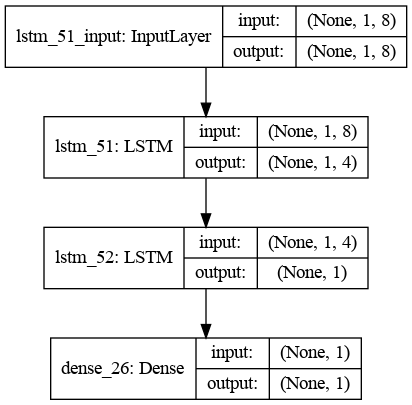 lstm_51_input: InputLayer
input: (None, 1, 8)
output: (None, 1, 8)
lstm_51: LSTM
input: (None, 1, 8)
output: (None, 1, 4)
lstm_52: LSTM
input: (None, 1, 4)
output: (None, 1)
dense_26: Dense
input: (None, 1)
output: (None, 1)